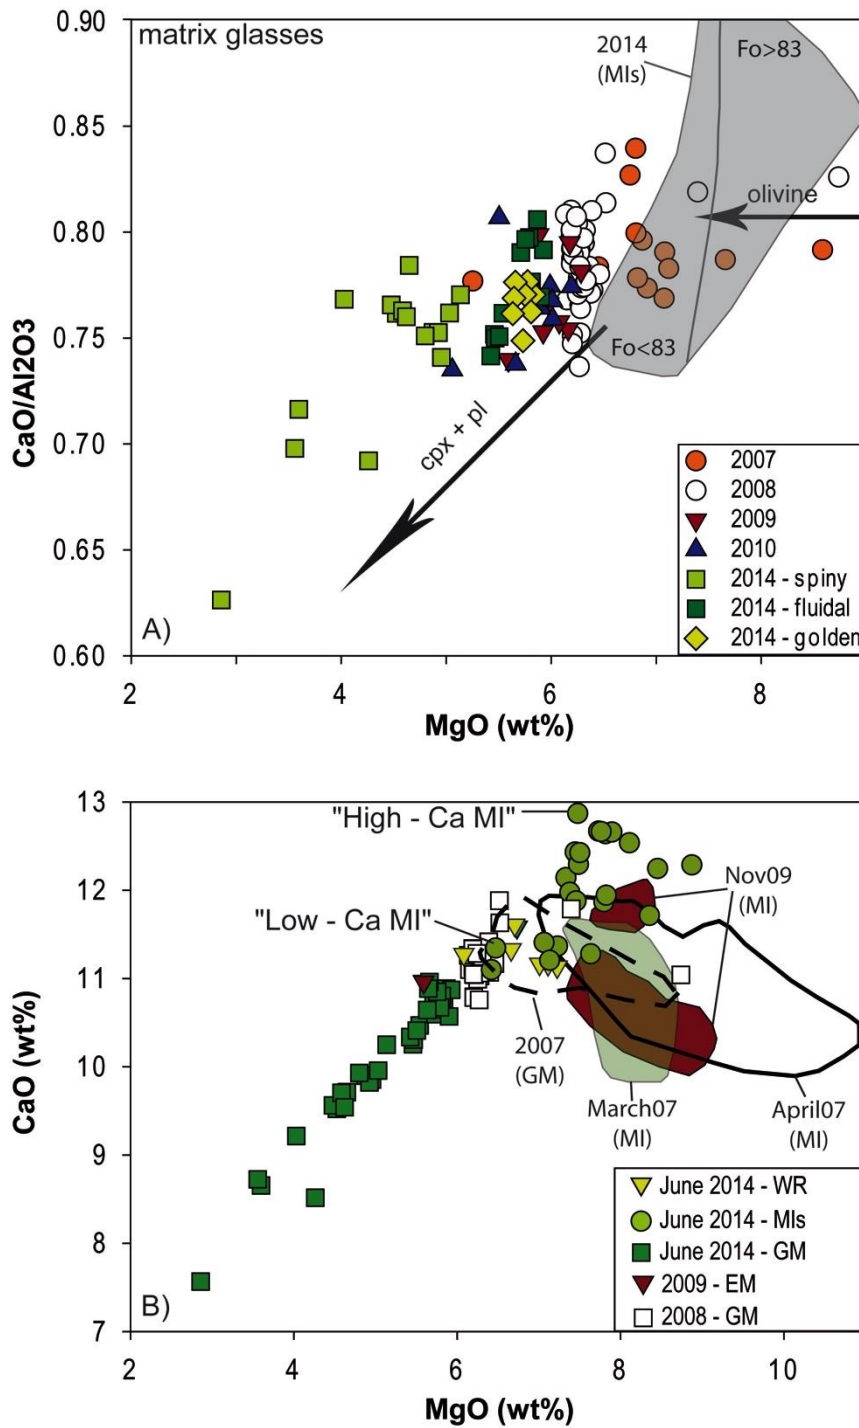 0.90
matrix glasses
2014
(MIs)
Fo>83
0.85
olivine
0.80
0.75
Fo<83
cpx + pl
0.70
0.65
0.60
CaO/Al2O3
2007
2008
2009
2010
2014 - spiny
2014 - fluidal
2014 - golden
A)
2
4
6
8
MgO (wt%)
13
"High - Ca MI"
12
Nov09
(MI)
"Low - Ca MI"
11
2007
(GM)
10
March07
(MI)
April07
(MI)
9
8
7
CaO (wt%)
June 2014 - WR
June 2014 - MIs
June 2014 - GM
2009 - EM
2008 - GM
B)
2
4
6
8
10
MgO (wt%)